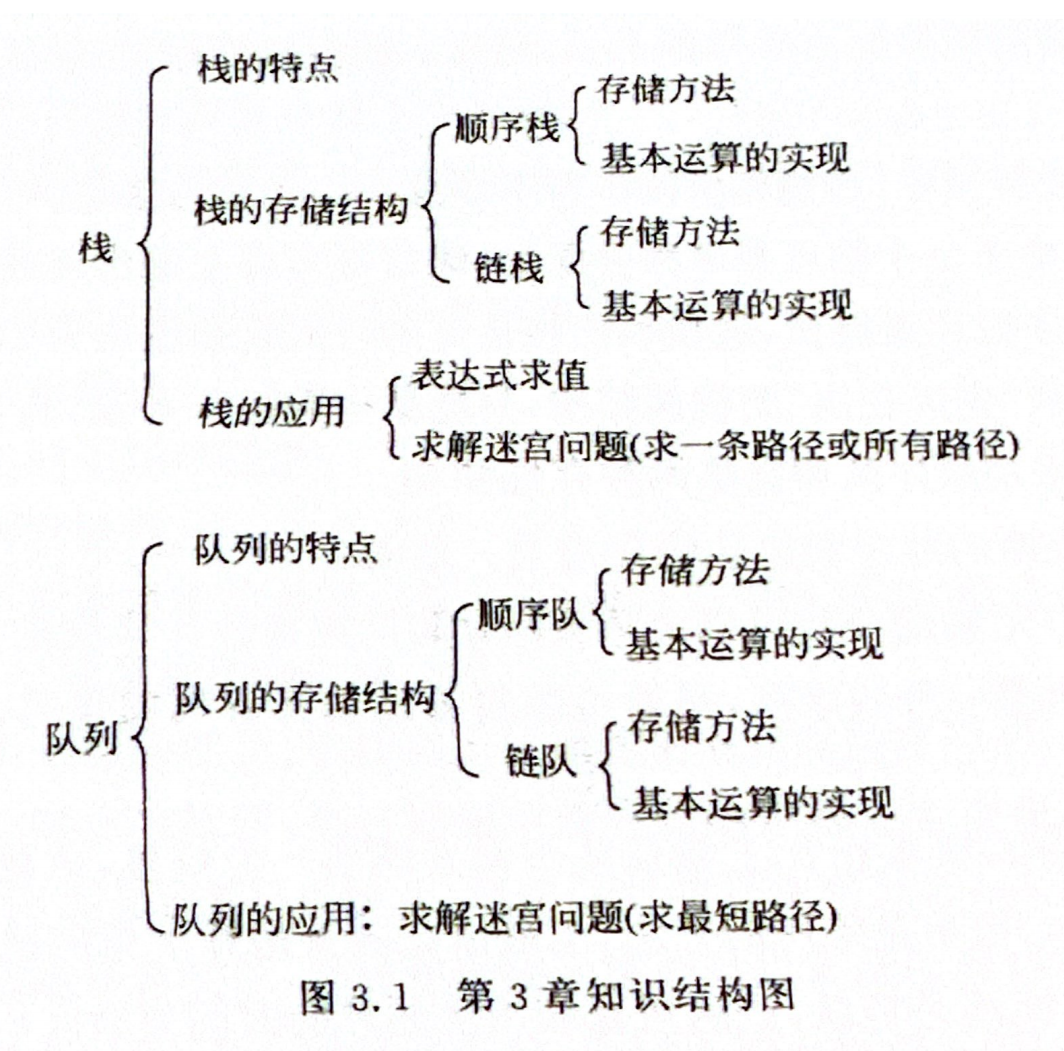 栈的特点
存储方法
顺序栈
基本运算的实现
栈的存储结构
存储方法
栈
链栈
基本运算的实现
表达式求值
栈的应用
求解迷宫问题(求一条路径或所有路径)
队列的特点
存储方法
顺序队
基本运算的实现
队列的存储结构
存储方法
队列
链队
基本运算的实现
队列的应用：求解迷宫问题(求最短路径)
图 3.1 第 3 章知识结构图